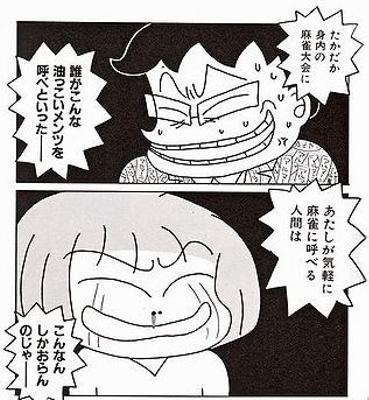 たかだか
身内の
麻雀大会に
誰がこんな
油っこいメンツを
呼べといった――
あたしが気軽に
麻雀に呼べる
人間は
こんなん
しかおらん
のじゃ――